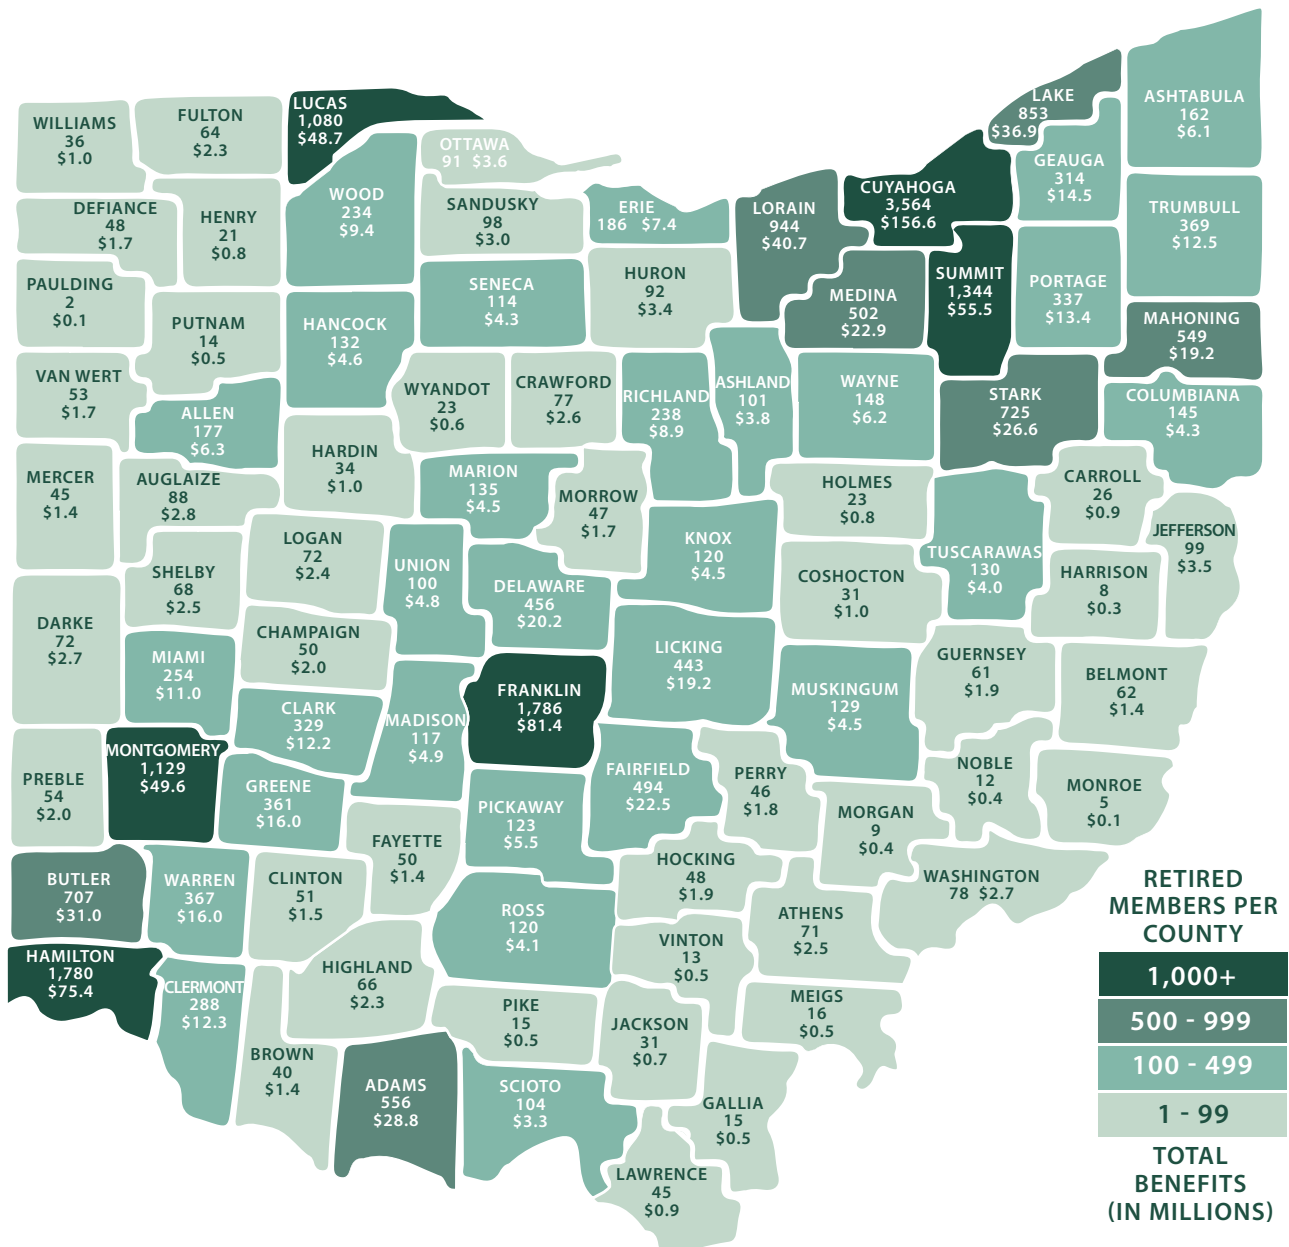 LUCAS
1,080
$48.7
WILLIAMS
36
$1.0
FULTON
64
$2.3
OTTAWA
91 $3.6
LAKE
853
$36.9
ASHTABULA
162
$6.1
GEAUGA
314
$14.5
DEFIANCE
48
$1.7
HENRY
21
$0.8
WOOD
234
$9.4
SANDUSKY
98
$3.0
ERIE
186 $7.4
LORAIN
944
$40.7
CUYAHOGA
3,564
$156.6
TRUMBULL
369
$12.5
PAULDING
2
$0.1
PUTNAM
14
$0.5
HANCOCK
132
$4.6
SENECA
114
$4.3
HURON
92
$3.4
MEDINA
502
$22.9
SUMMIT
1,344
$55.5
PORTAGE
337
$13.4
MAHONING
549
$19.2
VAN WERT
53
$1.7
ALLEN
177
$6.3
WYANDOT
23
$0.6
CRAWFORD
77
$2.6
RICHLAND
238
$8.9
ASHLAND
101
$3.8
WAYNE
148
$6.2
STARK
725
$26.6
COLUMBIANA
145
$4.3
MERCER
45
$1.4
AUGLAIZE
88
$2.8
HARDIN
34
$1.0
MARION
135
$4.5
MORROW
47
$1.7
HOLMES
23
$0.8
CARROLL
26
$0.9
JEFFERSON
99
$3.5
SHELBY
68
$2.5
LOGAN
72
$2.4
UNION
100
$4.8
DELAWARE
456
$20.2
KNOX
120
$4.5
COSHOCTON
31
$1.0
TUSCARAWAS
130
$4.0
HARRISON
8
$0.3
DARKE
72
$2.7
MIAMI
254
$11.0
CHAMPAIGN
50
$2.0
LICKING
443
$19.2
MUSKINGUM
129
$4.5
GUERNSEY
61
$1.9
BELMONT
62
$1.4
CLARK
329
$12.2
MADISON
117
$4.9
FRANKLIN
1,786
$81.4
PREBLE
54
$2.0
MONTGOMERY
1,129
$49.6
GREENE
361
$16.0
PICKAWAY
123
$5.5
FAIRFIELD
494
$22.5
PERRY
46
$1.8
MORGAN
9
$0.4
NOBLE
12
$0.4
MONROE
5
$0.1
FAYETTE
50
$1.4
BUTLER
707
$31.0
WARREN
367
$16.0
CLINTON
51
$1.5
ROSS
120
$4.1
HOCKING
48
$1.9
ATHENS
71
$2.5
WASHINGTON
78 $2.7
HAMILTON
1,780
$75.4
CLERMONT
288
$12.3
HIGHLAND
66
$2.3
VINTON
13
$0.5
PIKE
15
$0.5
JACKSON
31
$0.7
MEIGS
16
$0.5
BROWN
40
$1.4
ADAMS
556
$28.8
SCIOTO
104
$3.3
GALLIA
15
$0.5
LAWRENCE
45
$0.9
RETIRED
MEMBERS PER
COUNTY
1,000+
500 - 999
100 - 499
1 - 99
TOTAL
BENEFITS
(IN MILLIONS)